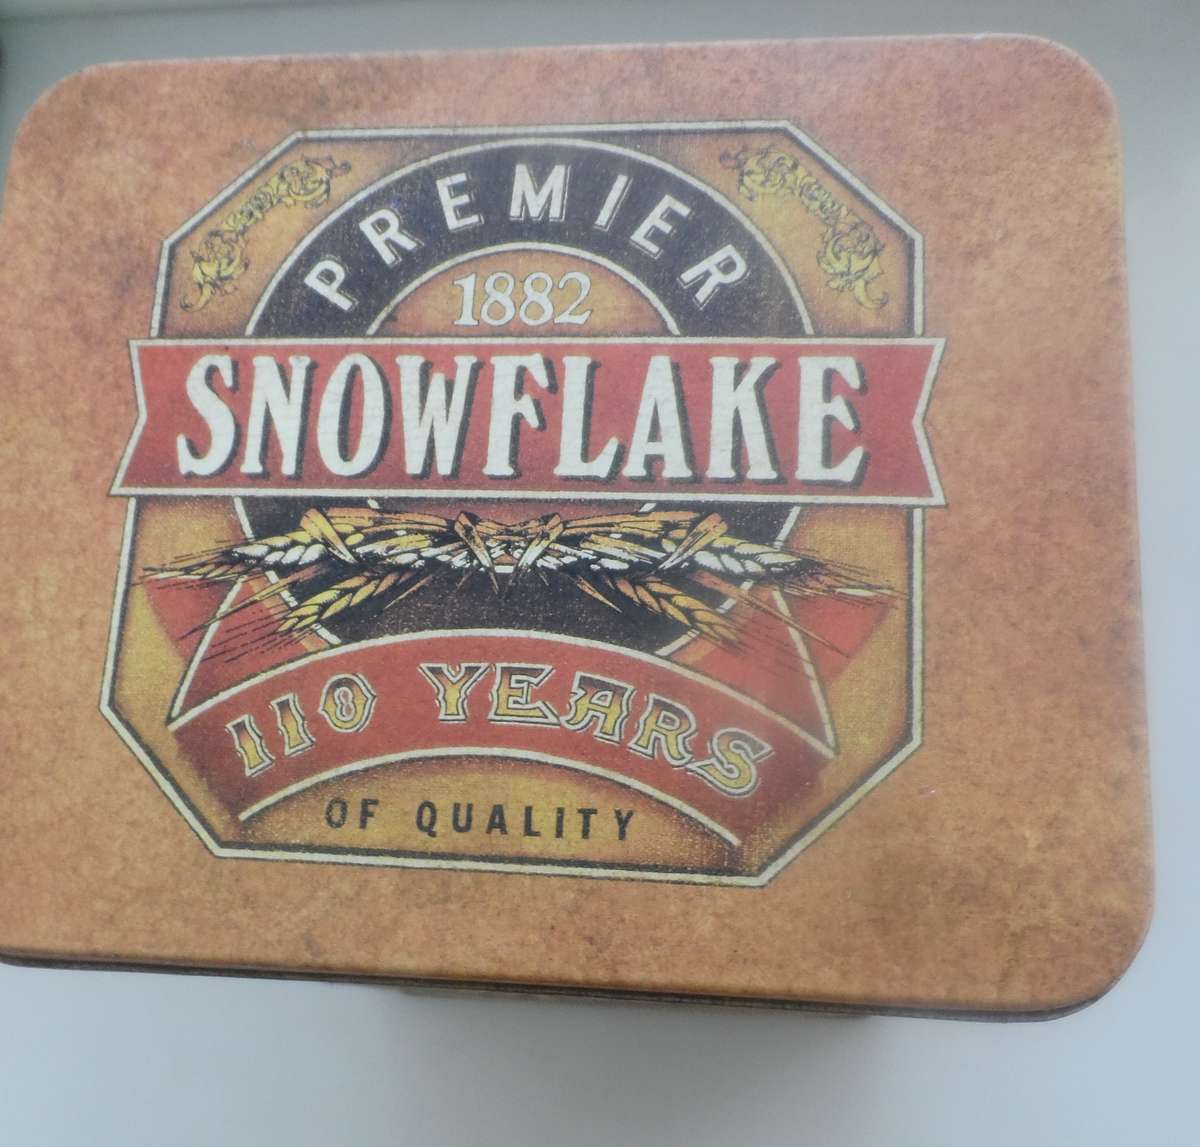 PREMIER
1882
SNOWFLAKE
110 YEARS
OF QUALITY